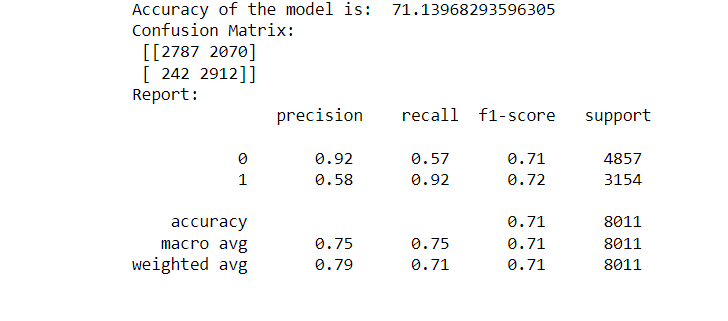 Accuracy of the model is:  71.13968293596305
Confusion Matrix:
 [[2787 2070]
 [ 242 2912]]
Report:
              precision    recall  f1-score   support

           0       0.92      0.57      0.71      4857
           1       0.58      0.92      0.72      3154

    accuracy                           0.71      8011
   macro avg       0.75      0.75      0.71      8011
weighted avg       0.79      0.71      0.71      8011